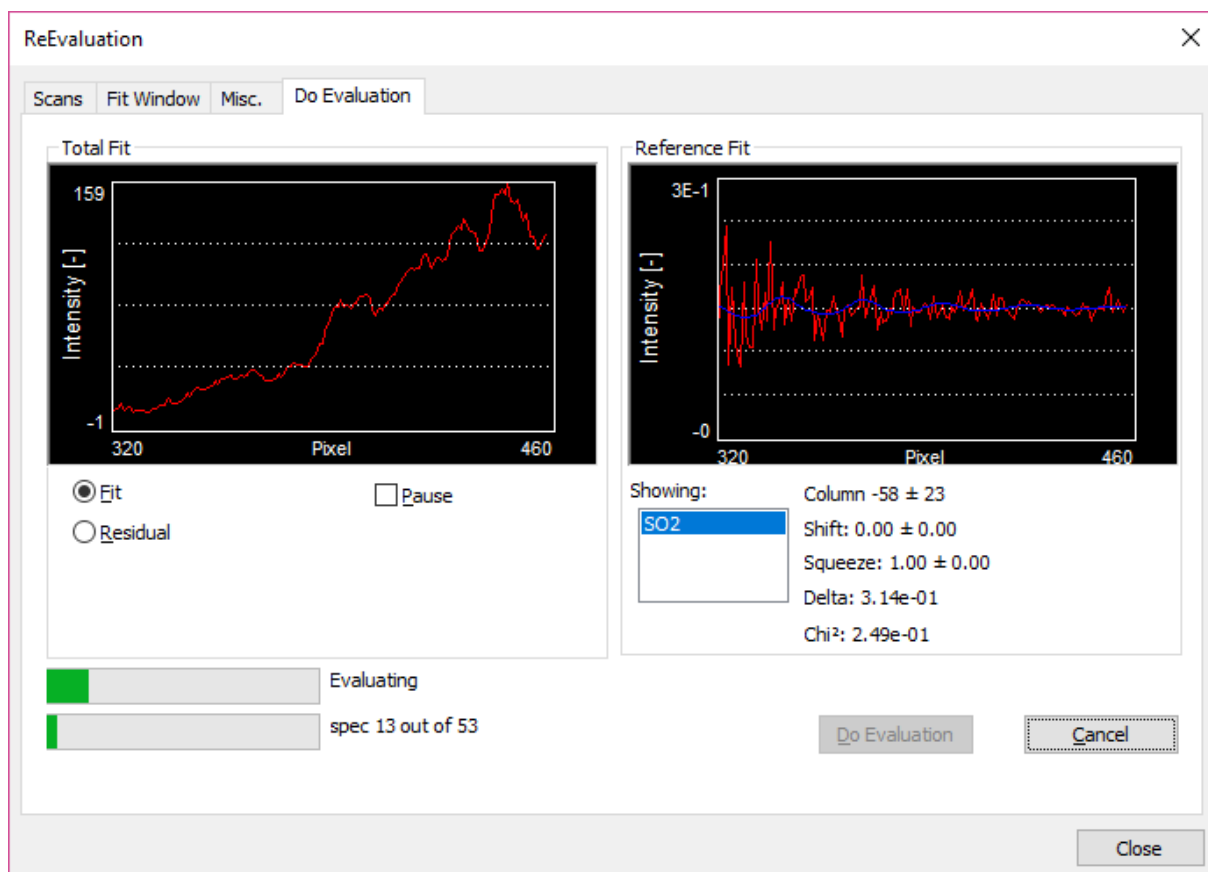 ReEvaluation
Scans Fit Window Misc. Do Evaluation
Total Fit
159
Intensity [-]
-1
320 Pixel 460
Fit
Pause
Residual
Reference Fit
3E-1
Intensity [-]
-0
320 Pixel 460
Showing:
SO2
Column -58 ± 23
Shift: 0.00 ± 0.00
Squeeze: 1.00 ± 0.00
Delta: 3.14e-01
Chi²: 2.49e-01
Evaluating
spec 13 out of 53
Do Evaluation
Cancel
Close